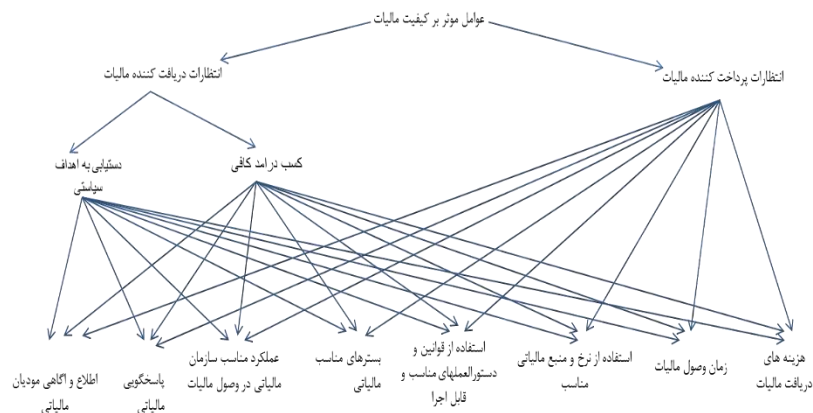 عوامل موثر بر کیفیت مالیات
انتظارات پرداخت کننده مالیات
انتظارات دریافت کننده مالیات
کسب درامد کافی
دستیابی به اهداف
سیاستی
هزینه های
دریافت مالیات
زمان وصول مالیات
استفاده از نرخ و منبع مالیاتی
مناسب
استفاده از قوانین و
دستورالعملهای مناسب و
قابل اجرا
بسترهای مناسب
مالیاتی
عملکرد مناسب سازمان
مالیاتی در وصول مالیات
پاسخگویی
مالیاتی
اطلاع و اگاهی مودیان
مالیاتی